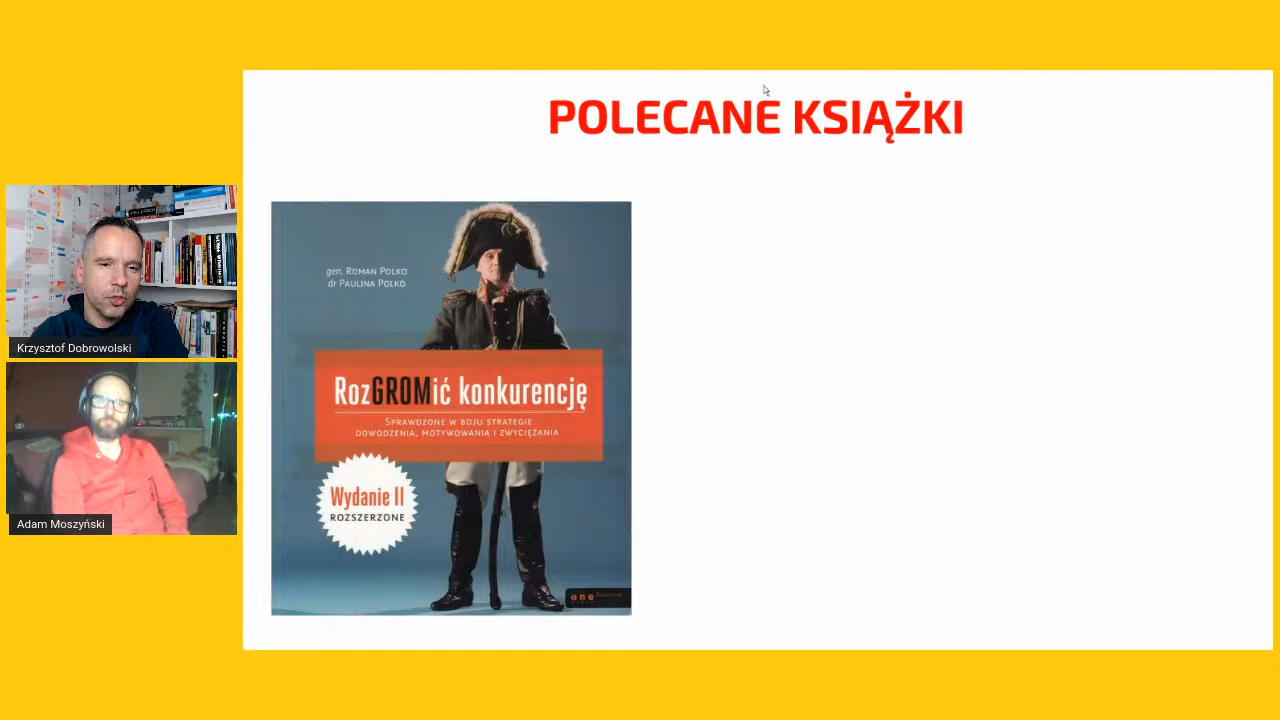 POLECANE KSIĄŻKI
gen. Roman Polko
dr Paulina Polko
RozGROMić konkurencję
Sprawdzone w boju strategie
dowodzenia, motywowania i zwyciężania
Wydanie II
ROZSZERZONE
one
Krzysztof Dobrowolski
Adam Moszyński